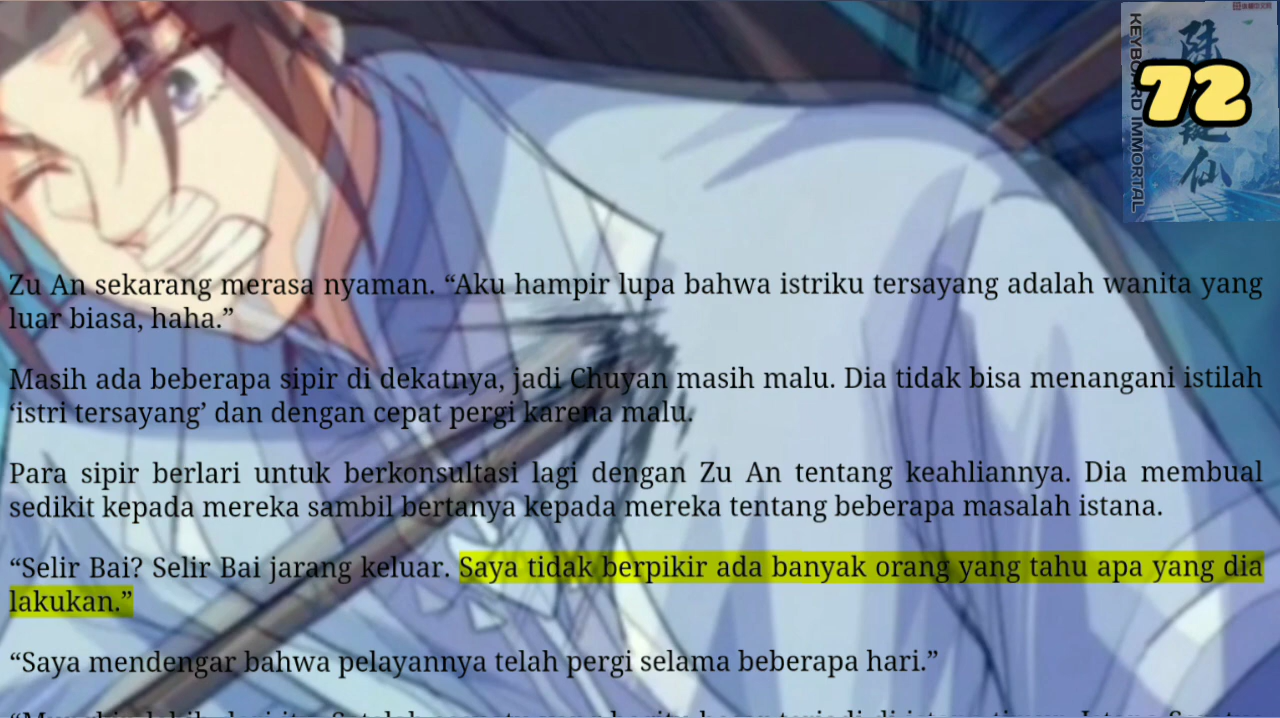 KEYBOARD IMMORTAL
72
Zu An sekarang merasa nyaman. “Aku hampir lupa bahwa istriku tersayang adalah wanita yang
luar biasa, haha.”
Masih ada beberapa sipir di dekatnya, jadi Chuyan masih malu. Dia tidak bisa menangani istilah
‘istri tersayang’ dan dengan cepat pergi karena malu.
Para sipir berlari untuk berkonsultasi lagi dengan Zu An tentang keahliannya. Dia membual
sedikit kepada mereka sambil bertanya kepada mereka tentang beberapa masalah istana.
“Selir Bai? Selir Bai jarang keluar. Saya tidak berpikir ada banyak orang yang tahu apa yang dia
lakukan.”
“Saya mendengar bahwa pelayannya telah pergi selama beberapa hari.”